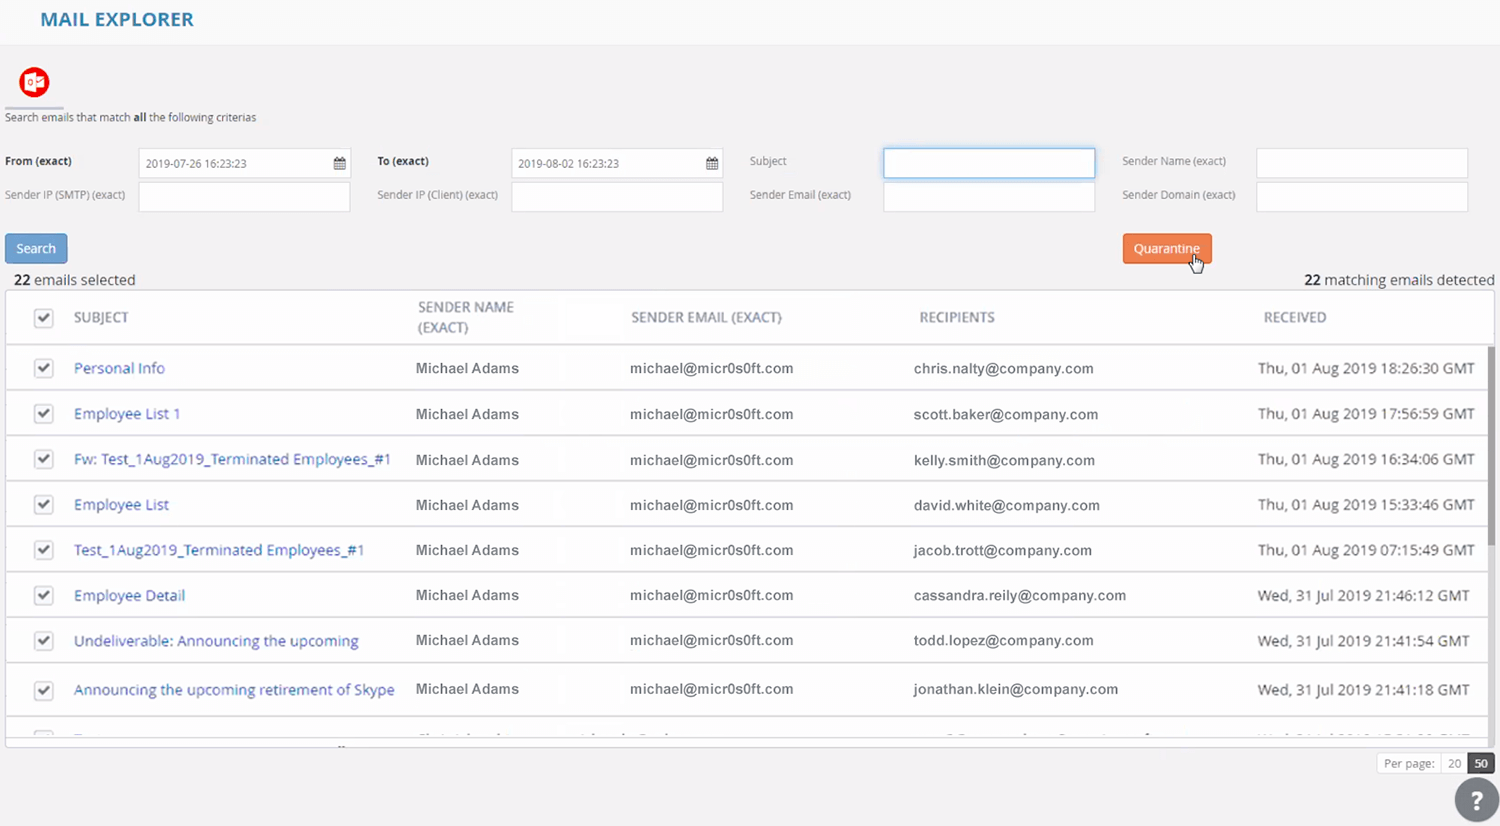 MAIL EXPLORER
Search emails that match all the following criterias
From (exact) 2019-07-26 16:23:23 To (exact) 2019-08-02 16:23:23 Subject Sender Name (exact)
Sender IP (SMTP) (exact) Sender IP (Client) (exact) Sender Email (exact) Sender Domain (exact)
Search Quarantine
22 emails selected 22 matching emails detected
SUBJECT SENDER NAME (EXACT) SENDER EMAIL (EXACT) RECIPIENTS RECEIVED
Personal Info Michael Adams michael@micr0s0ft.com chris.nalty@company.com Thu, 01 Aug 2019 18:26:30 GMT
Employee List 1 Michael Adams michael@micr0s0ft.com scott.baker@company.com Thu, 01 Aug 2019 17:56:59 GMT
Fw: Test_1Aug2019_Terminated Employees_#1 Michael Adams michael@micr0s0ft.com kelly.smith@company.com Thu, 01 Aug 2019 16:34:06 GMT
Employee List Michael Adams michael@micr0s0ft.com david.white@company.com Thu, 01 Aug 2019 15:33:46 GMT
Test_1Aug2019_Terminated Employees_#1 Michael Adams michael@micr0s0ft.com jacob.trott@company.com Thu, 01 Aug 2019 07:15:49 GMT
Employee Detail Michael Adams michael@micr0s0ft.com cassandra.reily@company.com Wed, 31 Jul 2019 21:46:12 GMT
Undeliverable: Announcing the upcoming Michael Adams michael@micr0s0ft.com todd.lopez@company.com Wed, 31 Jul 2019 21:41:54 GMT
Announcing the upcoming retirement of Skype Michael Adams michael@micr0s0ft.com jonathan.klein@company.com Wed, 31 Jul 2019 21:41:18 GMT
Per page: 20 50
?